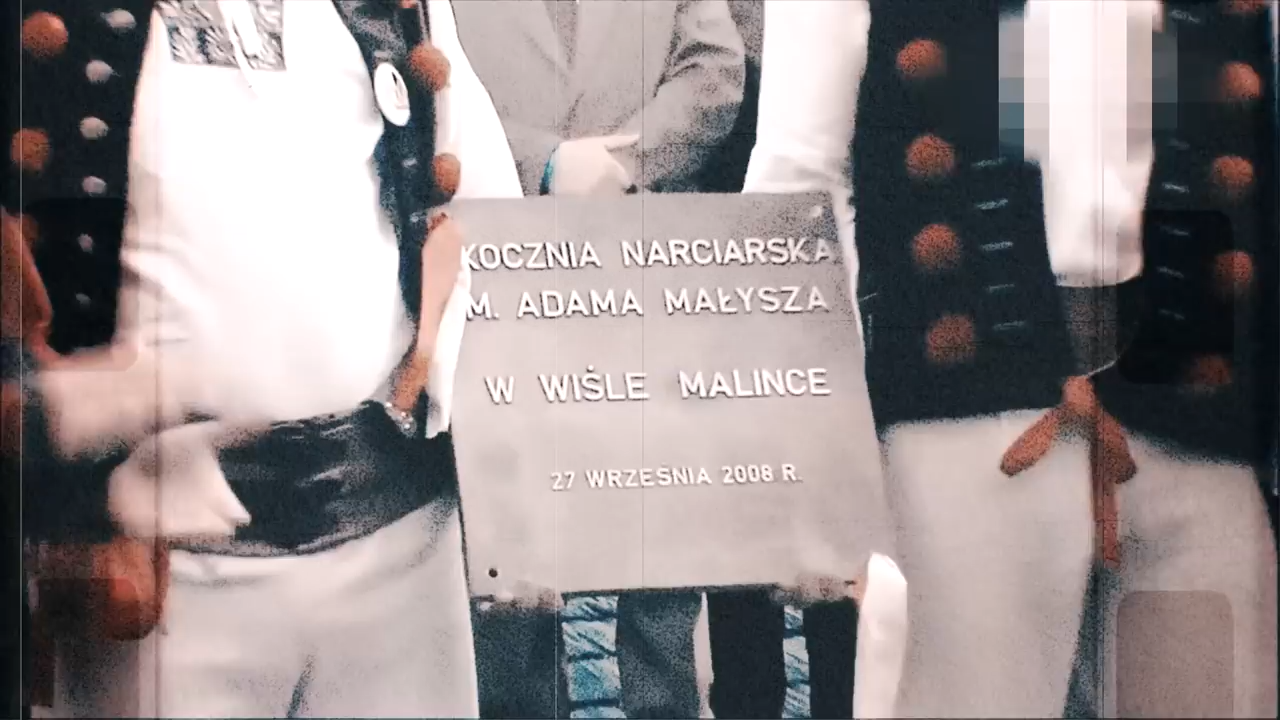 KOCZNIA NARCIARSKA
M. ADAMA MAŁYSZA
W WIŚLE MALINCE
27 WRZEŚNIA 2008 R.